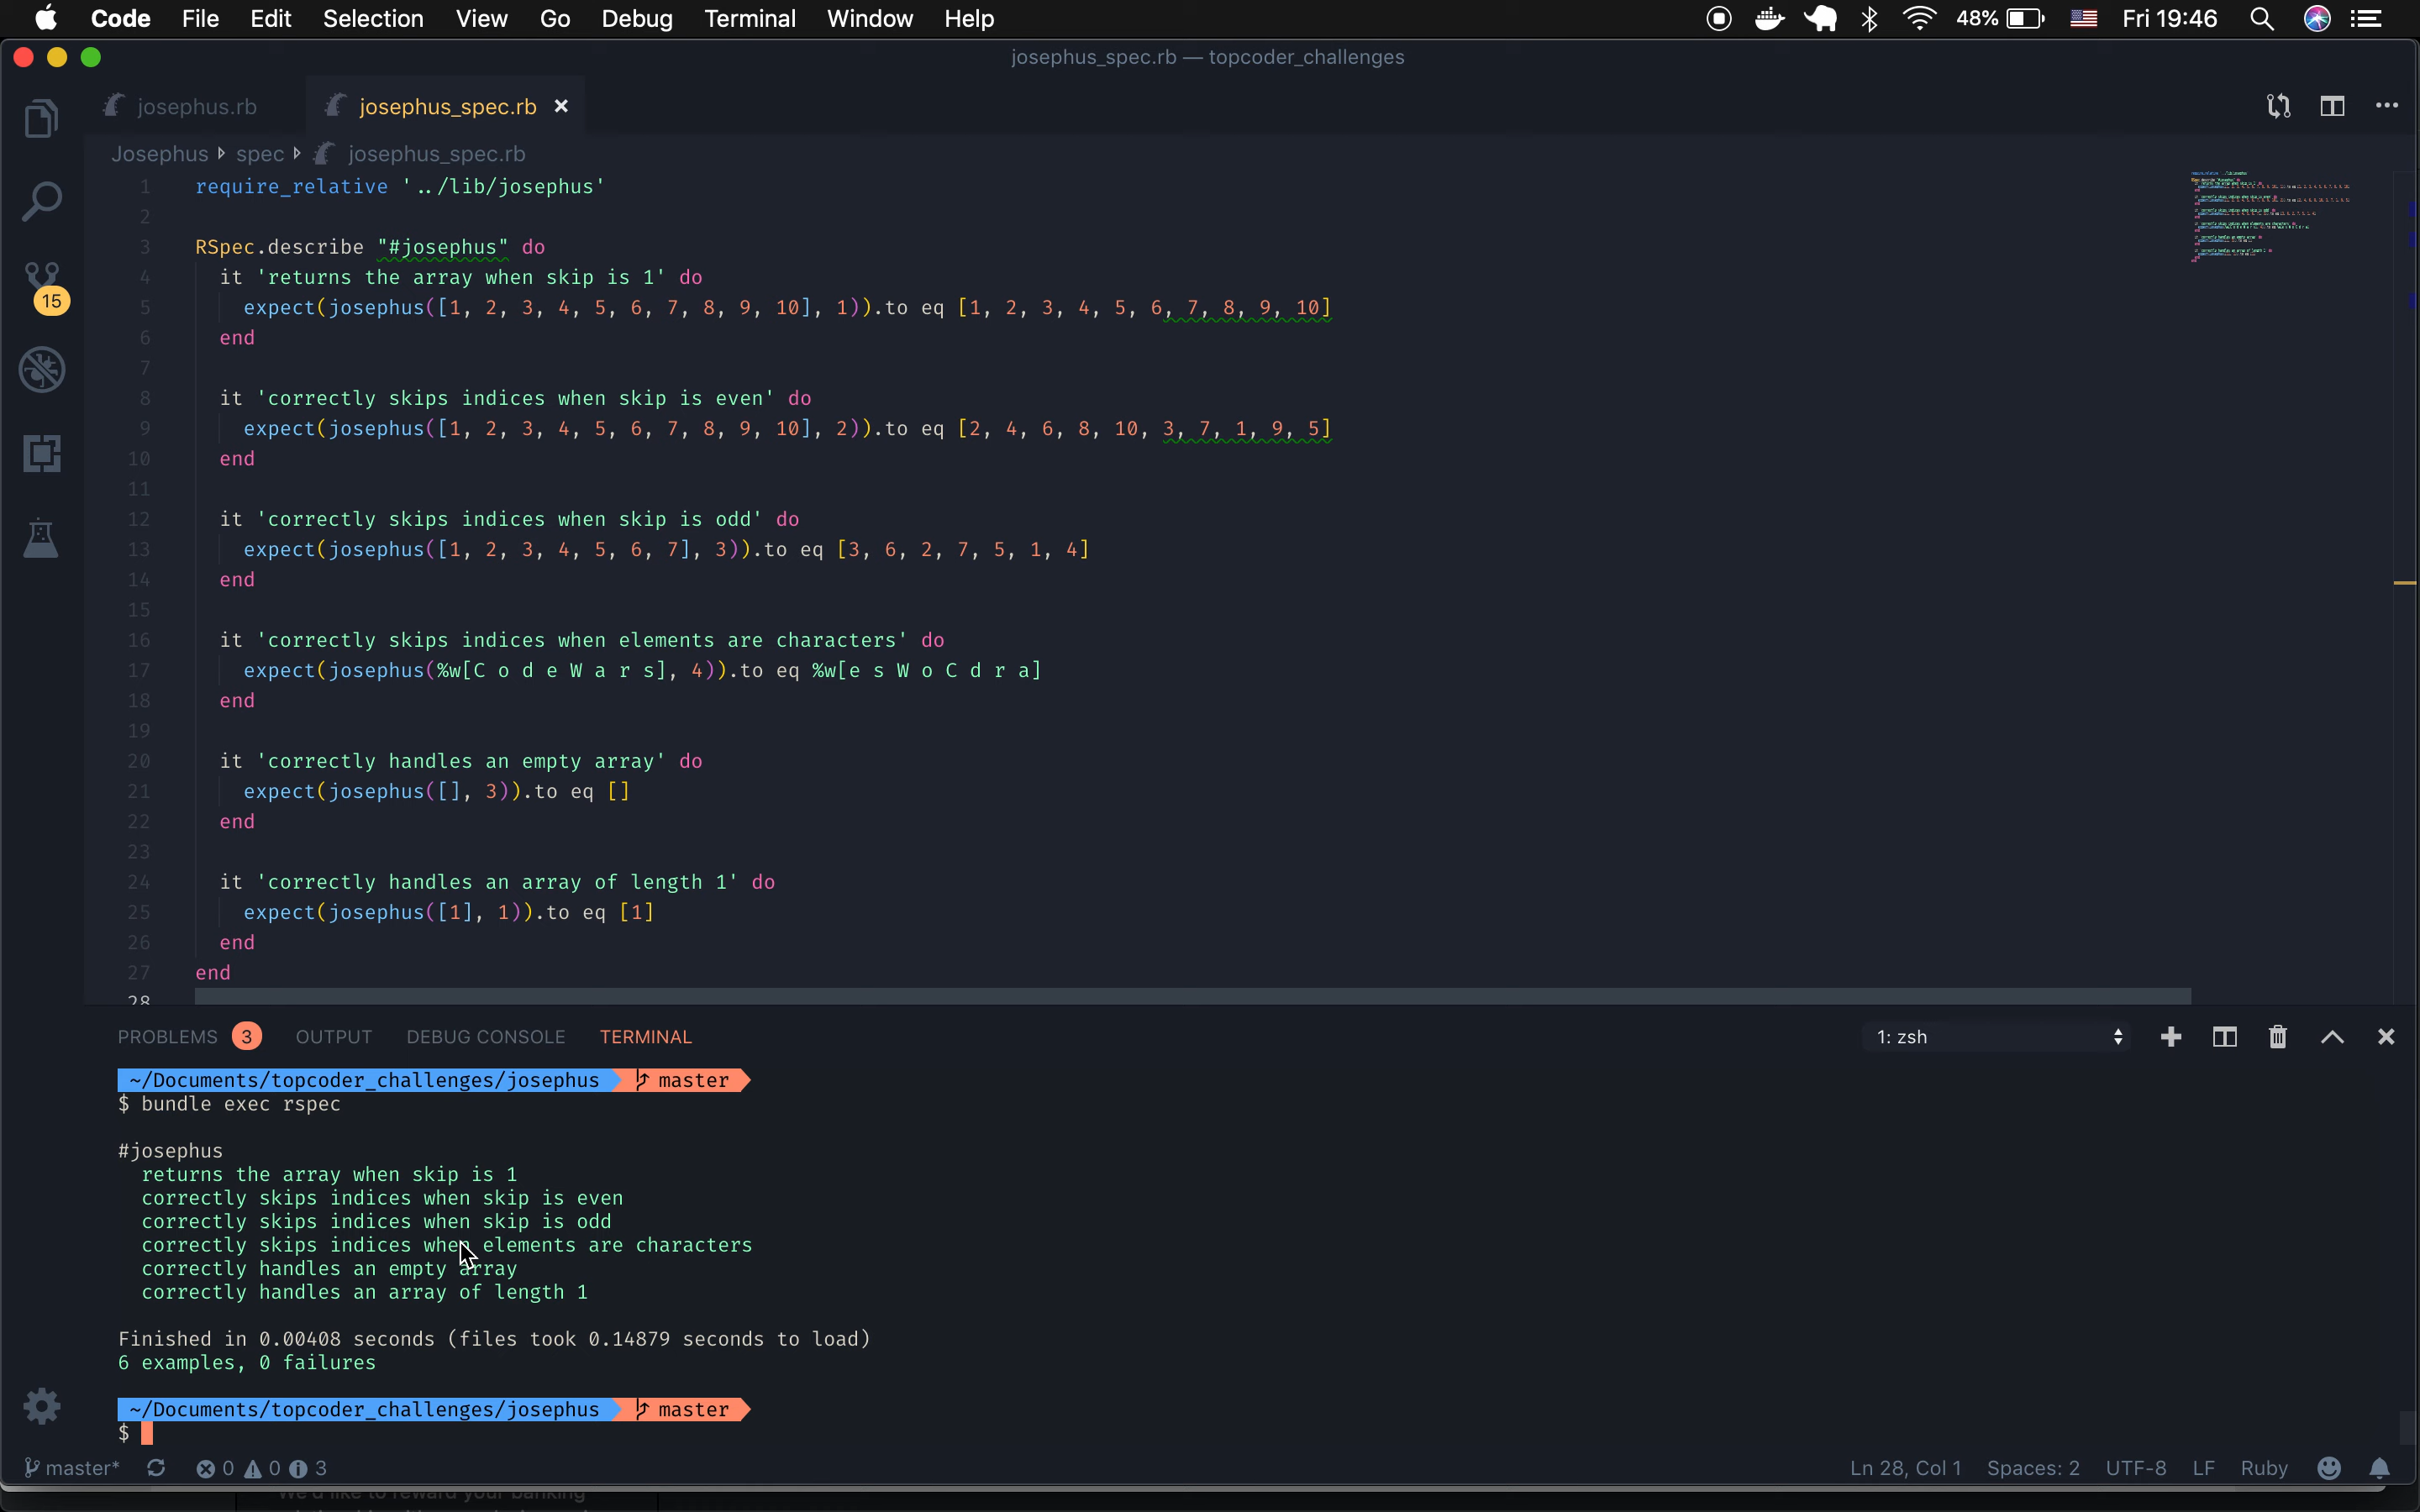 Code File Edit Selection View Go Debug Terminal Window Help 48% Fri 19:46
josephus_spec.rb — topcoder_challenges
josephus.rb josephus_spec.rb
Josephus spec josephus_spec.rb
15
1 require_relative '../lib/josephus'
2
3 RSpec.describe "#josephus" do
4 it 'returns the array when skip is 1' do
5 expect(josephus([1, 2, 3, 4, 5, 6, 7, 8, 9, 10], 1)).to eq [1, 2, 3, 4, 5, 6, 7, 8, 9, 10]
6 end
7
8 it 'correctly skips indices when skip is even' do
9 expect(josephus([1, 2, 3, 4, 5, 6, 7, 8, 9, 10], 2)).to eq [2, 4, 6, 8, 10, 3, 7, 1, 9, 5]
10 end
11
12 it 'correctly skips indices when skip is odd' do
13 expect(josephus([1, 2, 3, 4, 5, 6, 7], 3)).to eq [3, 6, 2, 7, 5, 1, 4]
14 end
15
16 it 'correctly skips indices when elements are characters' do
17 expect(josephus(%w[C o d e W a r s], 4)).to eq %w[e s W o C d r a]
18 end
19
20 it 'correctly handles an empty array' do
21 expect(josephus([], 3)).to eq []
22 end
23
24 it 'correctly handles an array of length 1' do
25 expect(josephus([1], 1)).to eq [1]
26 end
27 end
28
PROBLEMS 3 OUTPUT DEBUG CONSOLE TERMINAL 1: zsh
~/Documents/topcoder_challenges/josephus master
$ bundle exec rspec
#josephus
returns the array when skip is 1
correctly skips indices when skip is even
correctly skips indices when skip is odd
correctly skips indices when elements are characters
correctly handles an empty array
correctly handles an array of length 1
Finished in 0.00408 seconds (files took 0.14879 seconds to load)
6 examples, 0 failures
~/Documents/topcoder_challenges/josephus master
$
master* 0 0 3 Ln 28, Col 1 Spaces: 2 UTF-8 LF Ruby
We'd like to reward your banking